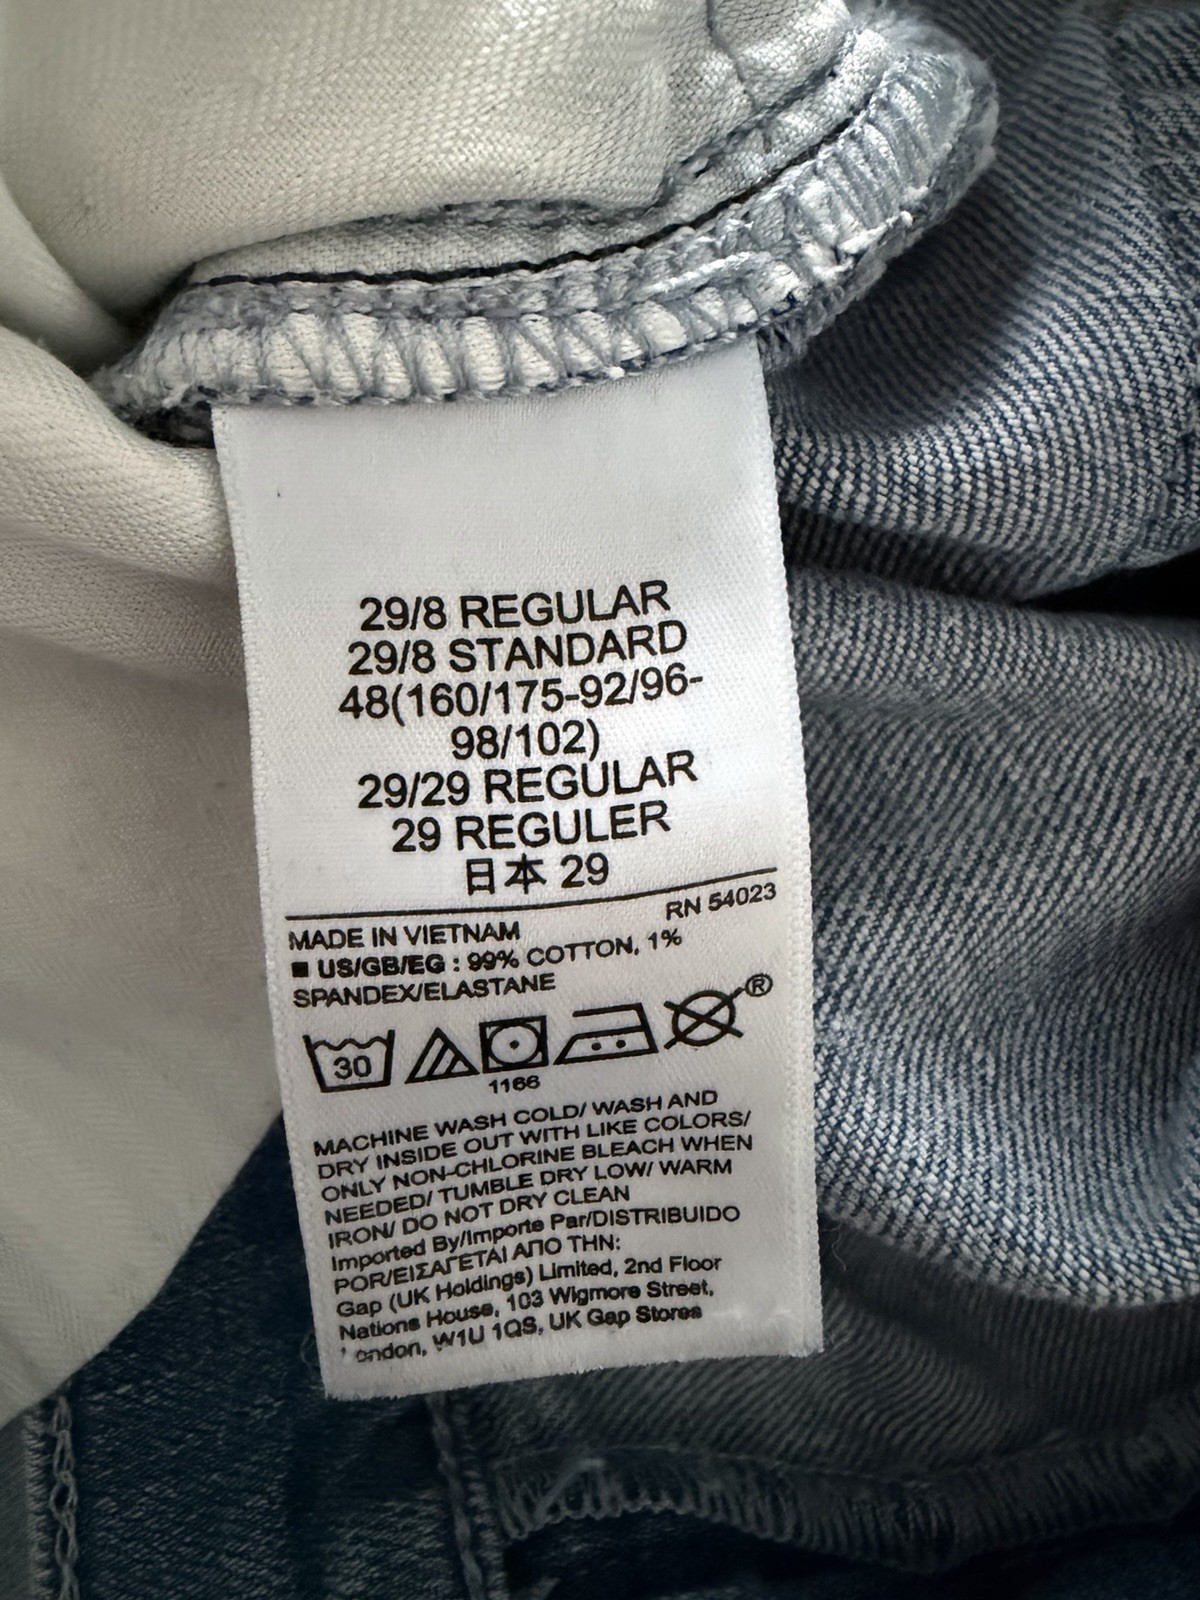 29/8 REGULAR
29/8 STANDARD
48(160/175-92/96-
98/102)
29/29 REGULAR
29 REGULER
日本 29
RN 54023
MADE IN VIETNAM
■ US/GB/EG : 99% COTTON, 1%
SPANDEX/ELASTANE
30
®
1166
MACHINE WASH COLD/ WASH AND
DRY INSIDE OUT WITH LIKE COLORS/
ONLY NON-CHLORINE BLEACH WHEN
NEEDED/ TUMBLE DRY LOW/ WARM
IRON/ DO NOT DRY CLEAN
Imported By/Importe Par/DISTRIBUIDO
POR/ΕΙΣΑΓΕΤΑΙ ΑΠΟ ΤΗΝ:
Gap (UK Holdings) Limited, 2nd Floor
Nations House, 103 Wigmore Street,
London, W1U 1QS, UK Gap Stores